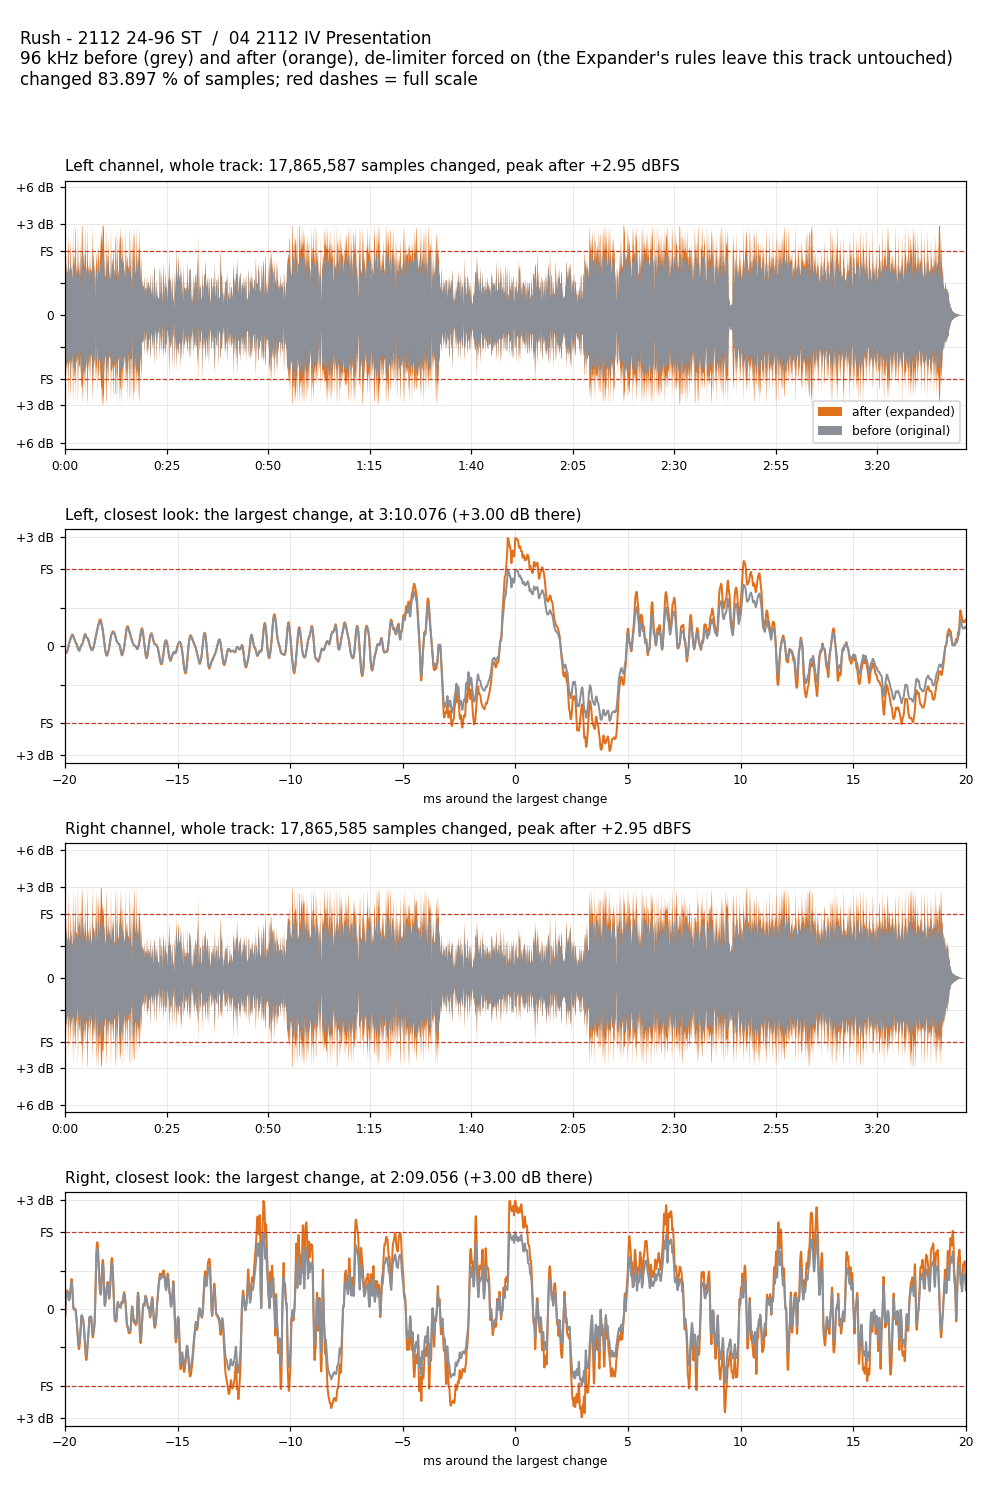 Rush - 2112 24-96 ST  /  04 2112 IV Presentation
96 kHz before (grey) and after (orange), de-limiter forced on (the Expander's rules leave this track untouched)
changed 83.897 % of samples; red dashes = full scale
Left channel, whole track: 17,865,587 samples changed, peak after +2.95 dBFS
+6 dB
+3 dB
FS
0
FS
+3 dB
+6 dB
after (expanded)
before (original)
0:00 0:25 0:50 1:15 1:40 2:05 2:30 2:55 3:20
Left, closest look: the largest change, at 3:10.076 (+3.00 dB there)
+3 dB
FS
0
FS
+3 dB
−20 −15 −10 −5 0 5 10 15 20
ms around the largest change
Right channel, whole track: 17,865,585 samples changed, peak after +2.95 dBFS
+6 dB
+3 dB
FS
0
FS
+3 dB
+6 dB
0:00 0:25 0:50 1:15 1:40 2:05 2:30 2:55 3:20
Right, closest look: the largest change, at 2:09.056 (+3.00 dB there)
+3 dB
FS
0
FS
+3 dB
−20 −15 −10 −5 0 5 10 15 20
ms around the largest change